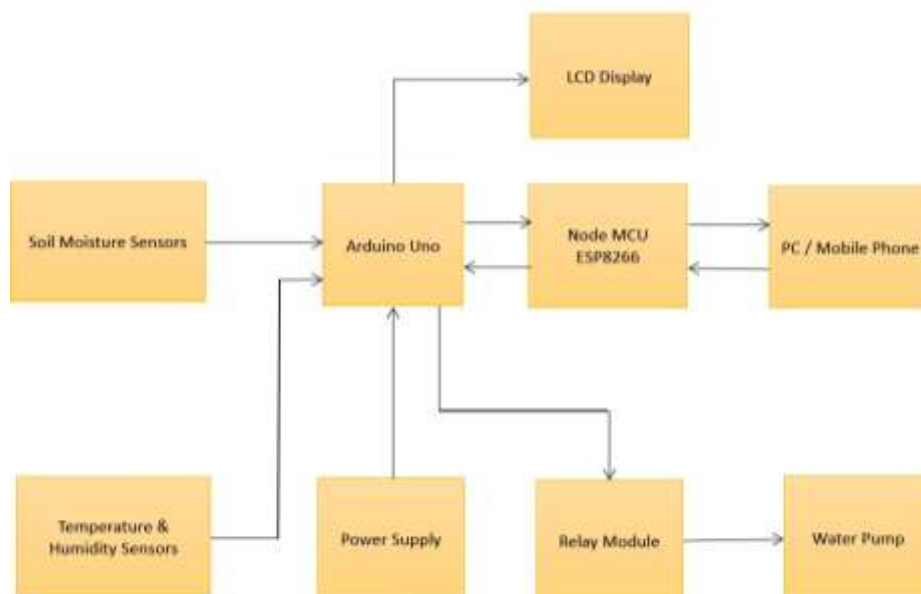 LCD Display
Soil Moisture Sensors
Arduino Uno
Node MCU
ESP8266
PC / Mobile Phone
Temperature &
Humidity Sensors
Power Supply
Relay Module
Water Pump